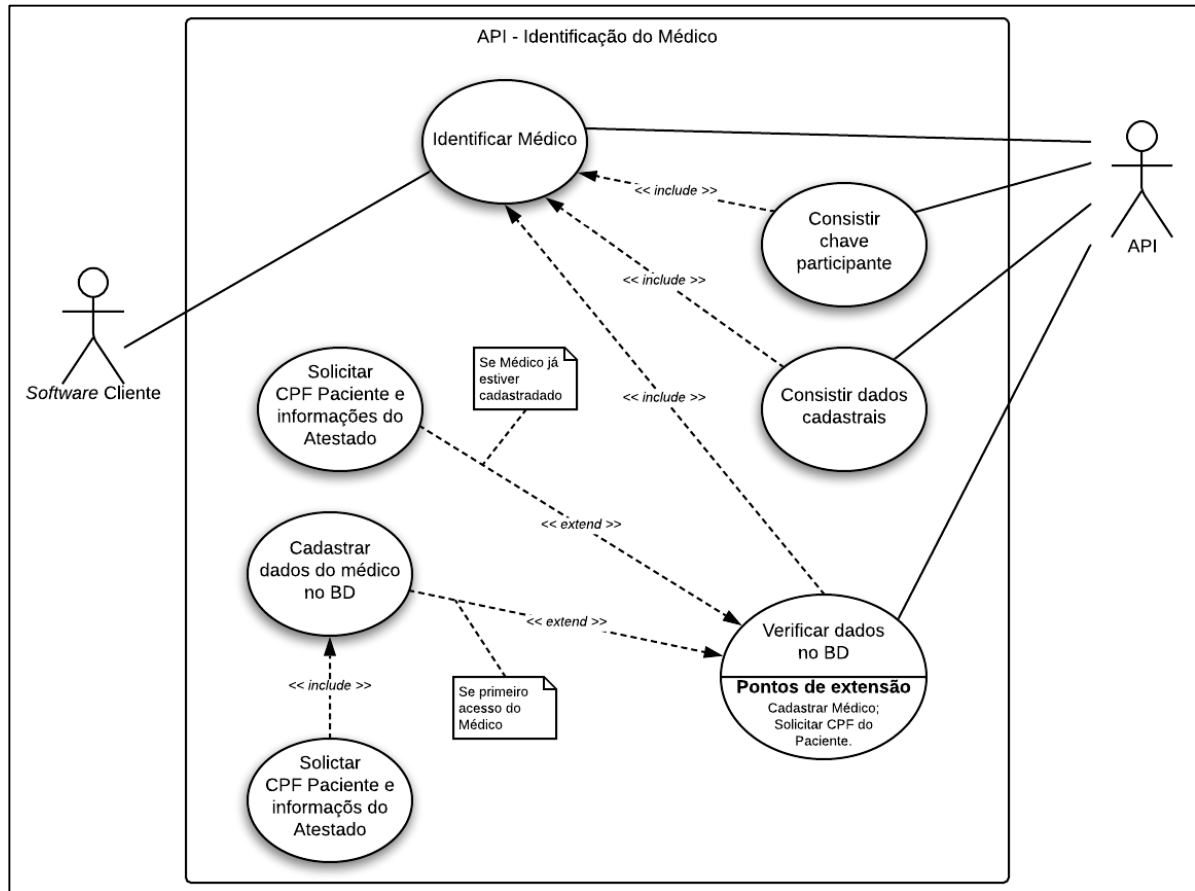 API - Identificação do Médico
Identificar Médico
<< include >>
Consistir
chave
participante
API
<< include >>
Software Cliente
Solicitar
CPF Paciente e
informações do
Atestado
Se Médico já
estiver
cadastradado
<< include >>
Consistir dados
cadastrais
<< extend >>
Cadastrar
dados do médico
no BD
<< extend >>
Verificar dados
no BD
Pontos de extensão
Cadastrar Médico;
Solicitar CPF do
Paciente.
<< include >>
Se primeiro
acesso do
Médico
Solictar
CPF Paciente e
informaçõs do
Atestado